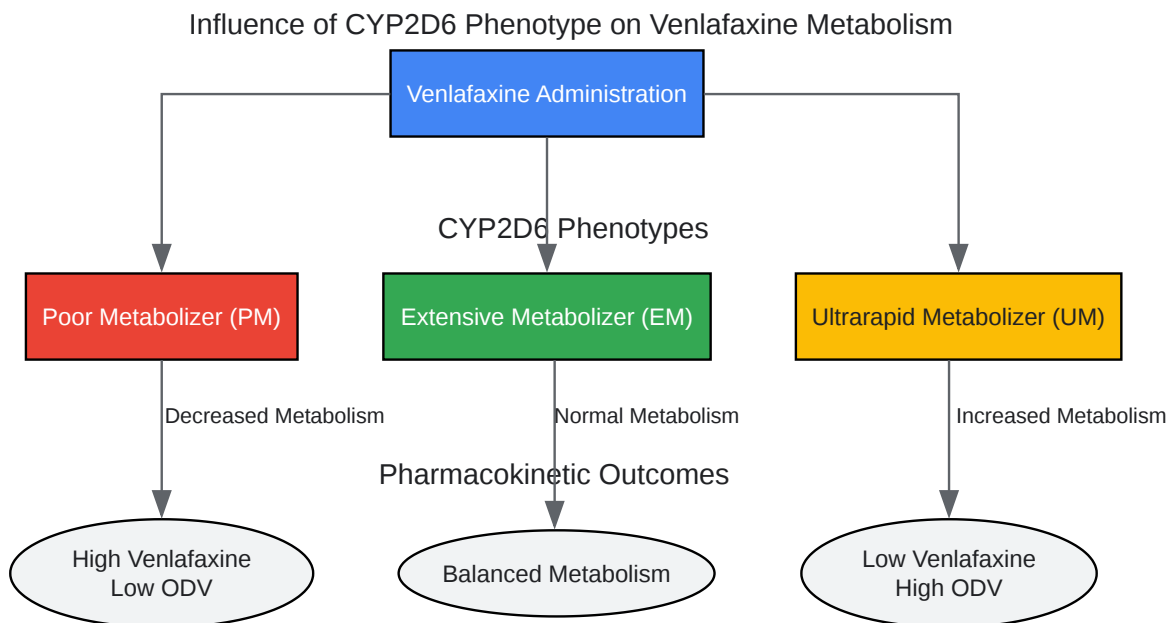 Influence of CYP2D6 Phenotype on Venlafaxine Metabolism
Venlafaxine Administration
CYP2D6 Phenotypes
Poor Metabolizer (PM)
Extensive Metabolizer (EM)
Ultrarapid Metabolizer (UM)
Decreased Metabolism
Normal Metabolism
Increased Metabolism
Pharmacokinetic Outcomes
High Venlafaxine
Low ODV
Balanced Metabolism
Low Venlafaxine
High ODV